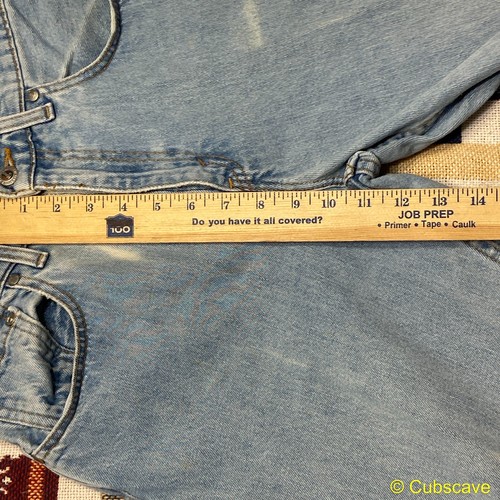 1 2 3 4 5 6 7 8 9 10 11 12 13 14
100
Do you have it all covered?
JOB PREP
• Primer • Tape • Caulk
© Cubscave